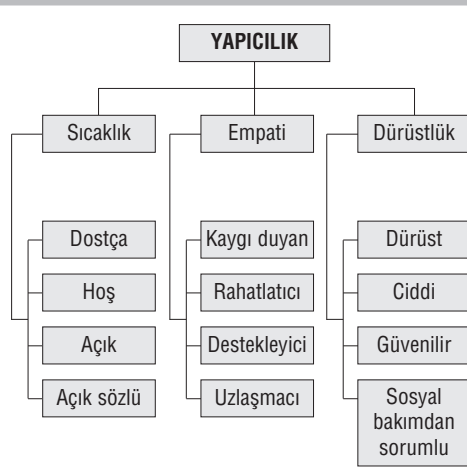 YAPICILIK
Sıcaklık
Empati
Dürüstlük
Dostça
Kaygı duyan
Dürüst
Hoş
Rahatlatıcı
Ciddi
Açık
Destekleyici
Güvenilir
Açık sözlü
Uzlaşmacı
Sosyal
bakımdan
sorumlu